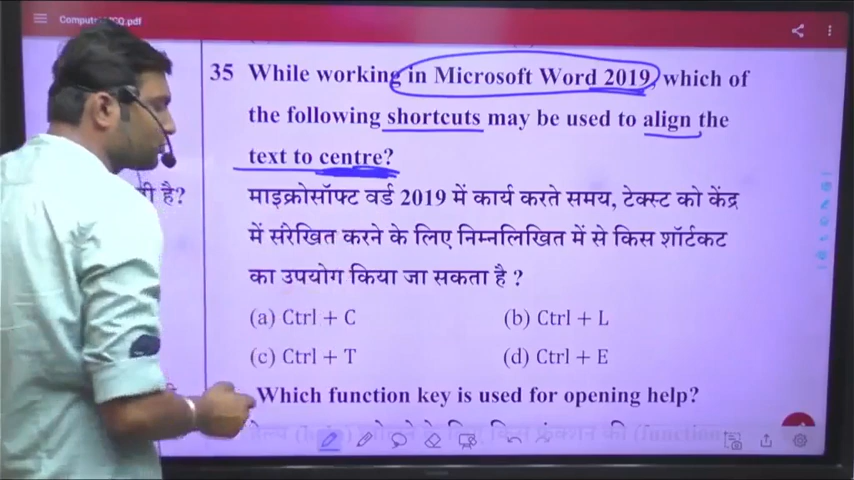 35 While working in Microsoft Word 2019, which of
the following shortcuts may be used to align the
text to centre?
है?
माइक्रोसॉफ्ट वर्ड 2019 में कार्य करते समय, टेक्स्ट को केंद्र
में संरेखित करने के लिए निम्नलिखित में से किस शॉर्टकट
का उपयोग किया जा सकता है ?
(a) Ctrl + C (b) Ctrl + L
(c) Ctrl + T (d) Ctrl + E
Which function key is used for opening help?